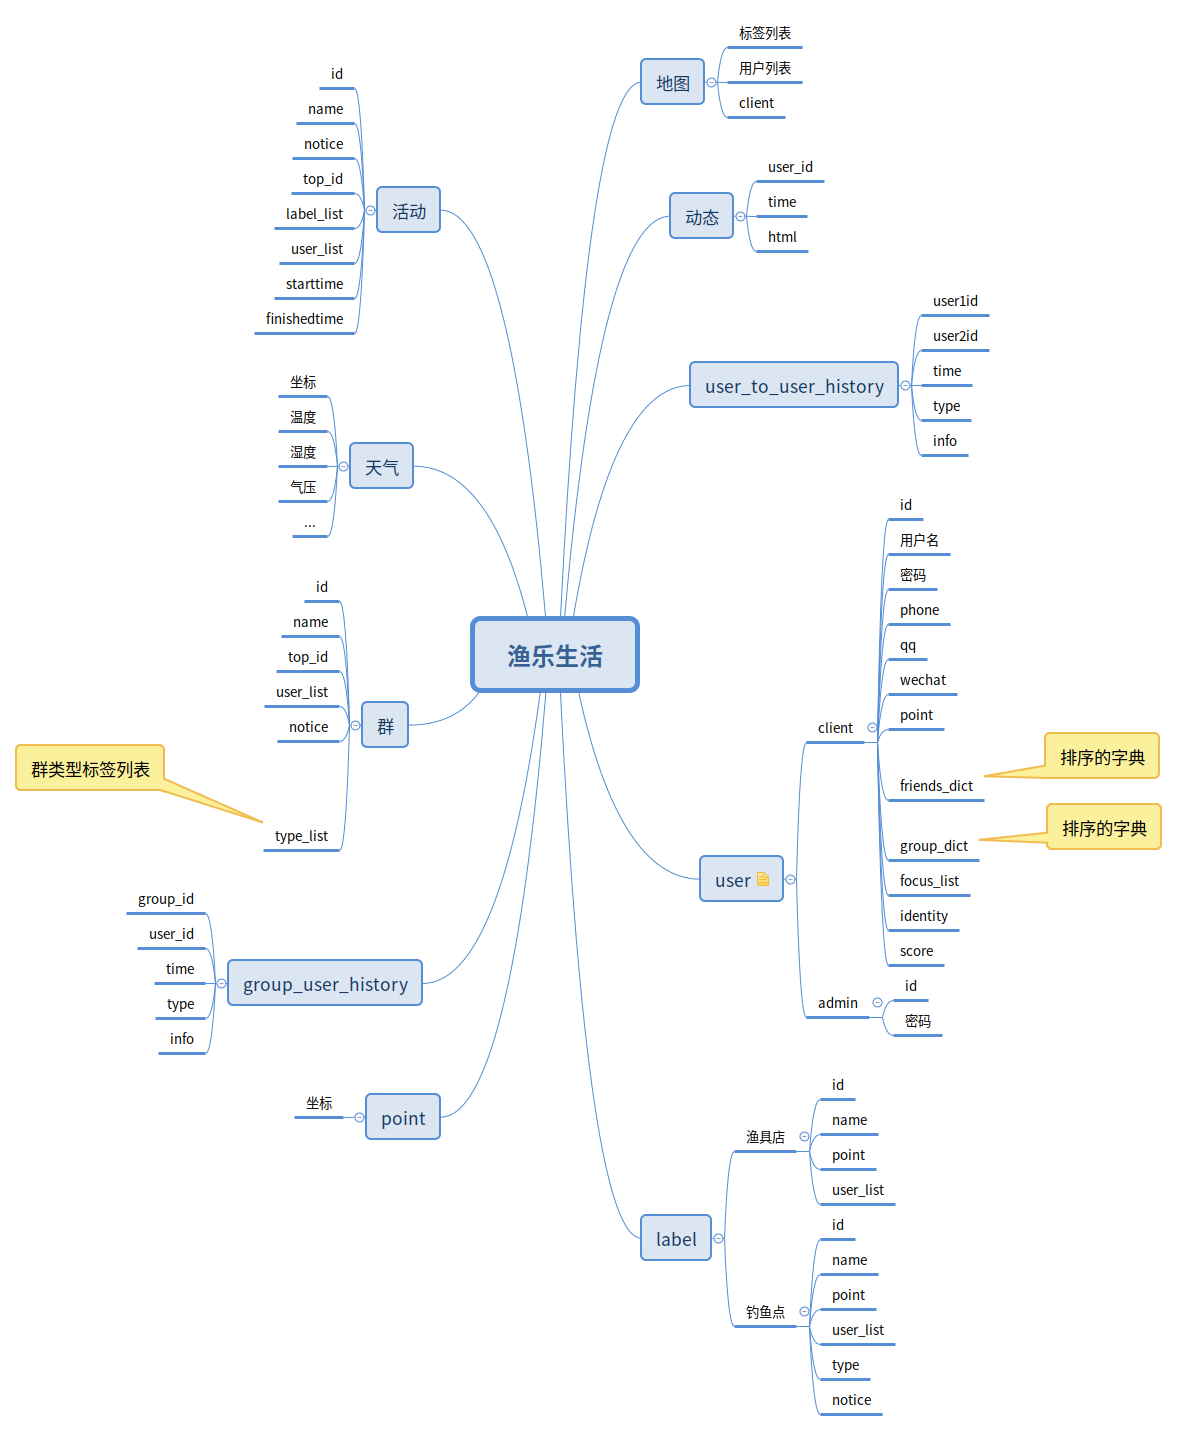 渔乐生活
地图
标签列表
用户列表
client
动态
user_id
time
html
user_to_user_history
user1id
user2id
time
type
info
user
client
id
用户名
密码
phone
qq
wechat
point
friends_dict
排序的字典
group_dict
排序的字典
focus_list
identity
score
admin
id
密码
label
渔具店
id
name
point
user_list
钓鱼点
id
name
point
user_list
type
notice
活动
id
name
notice
top_id
label_list
user_list
starttime
finishedtime
天气
坐标
温度
湿度
气压
...
群
id
name
top_id
user_list
notice
type_list
群类型标签列表
group_user_history
group_id
user_id
time
type
info
point
坐标